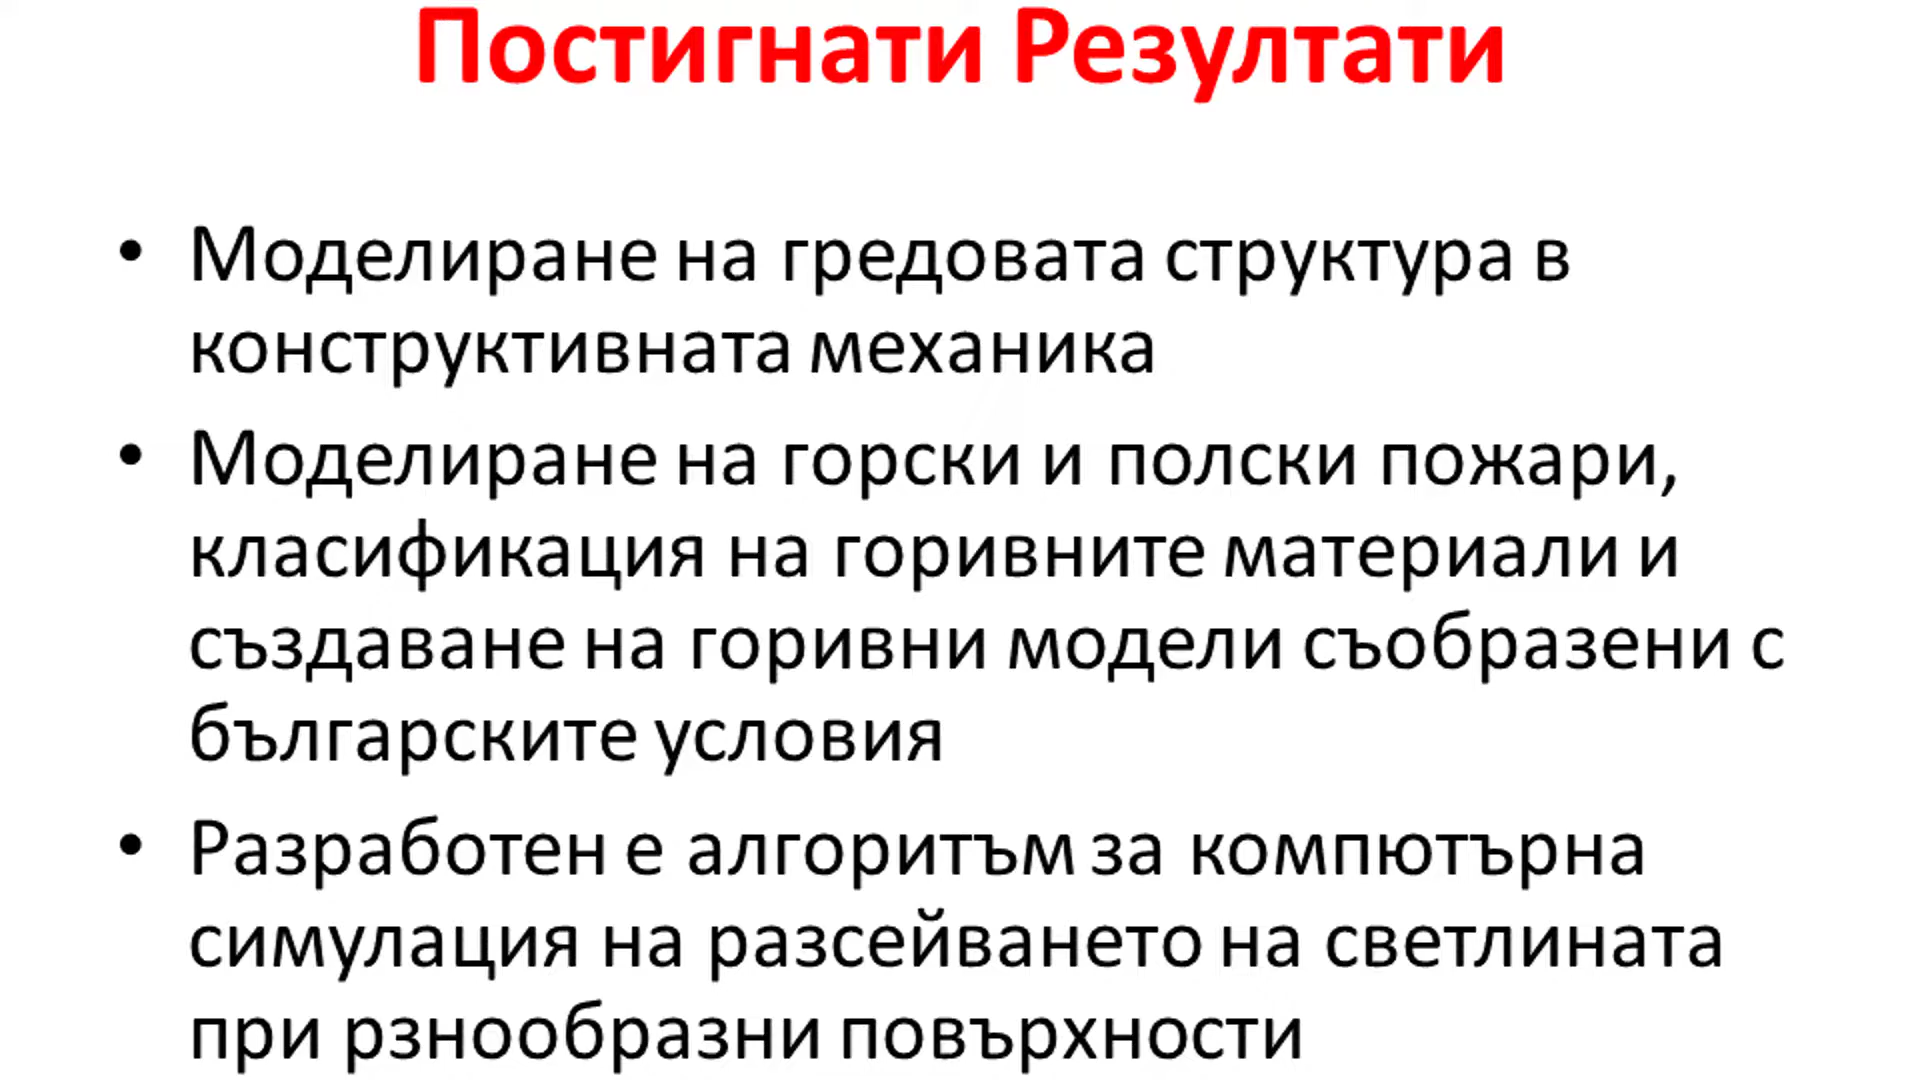 Постигнати Резултати
• Моделиране на гредовата структура в
конструктивната механика
• Моделиране на горски и полски пожари,
класификация на горивните материали и
създаване на горивни модели съобразени с
българските условия
• Разработен е алгоритъм за компютърна
симулация на разсейването на светлината
при рзнообразни повърхности